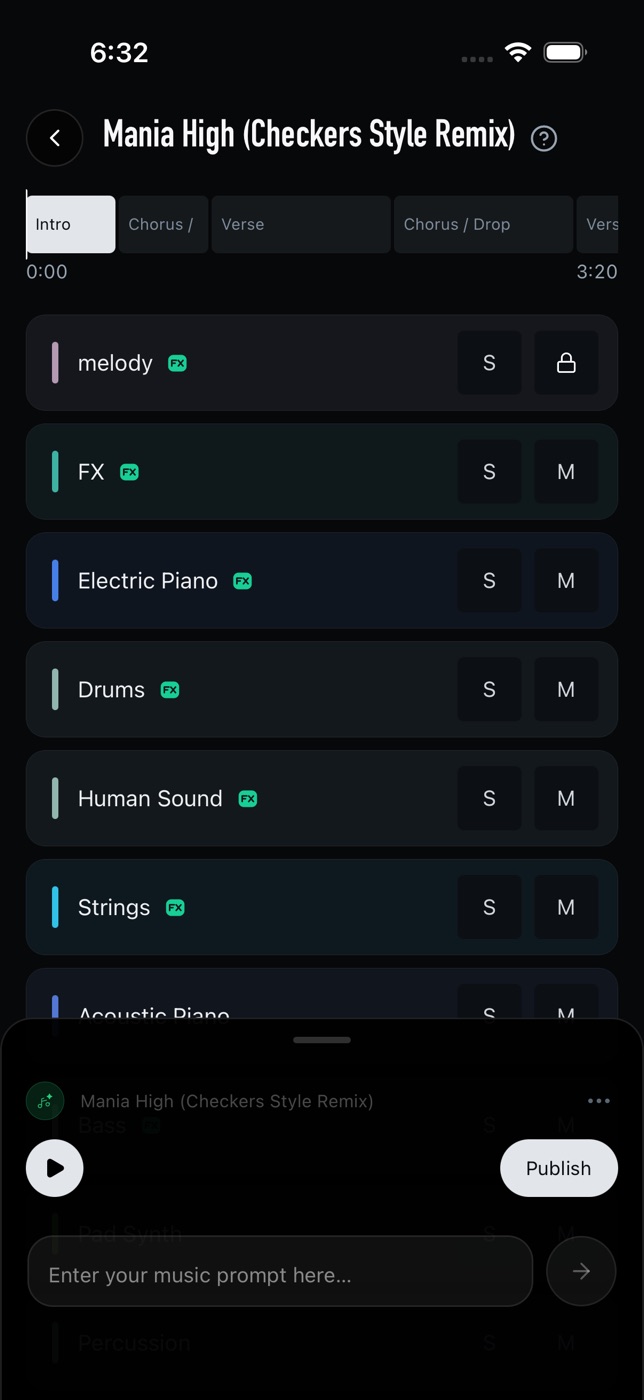 6:32
Mania High (Checkers Style Remix) ?
Intro Chorus / Verse Chorus / Drop Vers
0:00 3:20
melody FX S
FX FX S M
Electric Piano FX S M
Drums FX S M
Human Sound FX S M
Strings FX S M
Acoustic Piano S M
Mania High (Checkers Style Remix)
Bass FX S M
Publish
Pad Synth S M
Enter your music prompt here...
Percussion S M